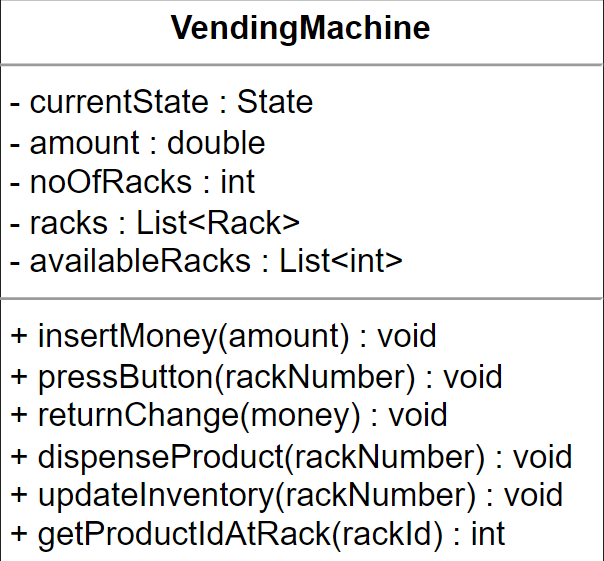 VendingMachine
- currentState : State
- amount : double
- noOfRacks : int
- racks : List<Rack>
- availableRacks : List<int>
+ insertMoney(amount) : void
+ pressButton(rackNumber) : void
+ returnChange(money) : void
+ dispenseProduct(rackNumber) : void
+ updateInventory(rackNumber) : void
+ getProductIdAtRack(rackId) : int